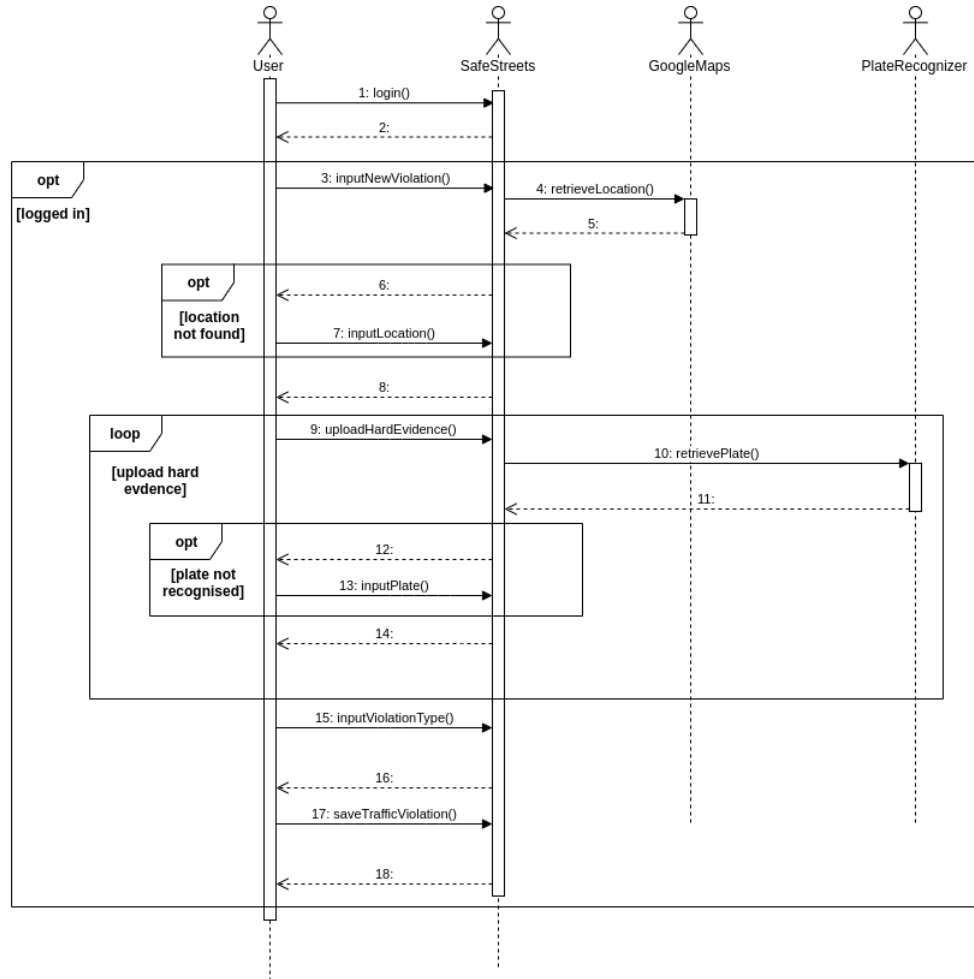 User
SafeStreets
GoogleMaps
PlateRecognizer
1: login()
2:
opt
[logged in]
3: inputNewViolation()
4: retrieveLocation()
5:
opt
[location
not found]
6:
7: inputLocation()
8:
loop
[upload hard
evdence]
9: uploadHardEvidence()
10: retrievePlate()
11:
opt
[plate not
recognised]
12:
13: inputPlate()
14:
15: inputViolationType()
16:
17: saveTrafficViolation()
18: